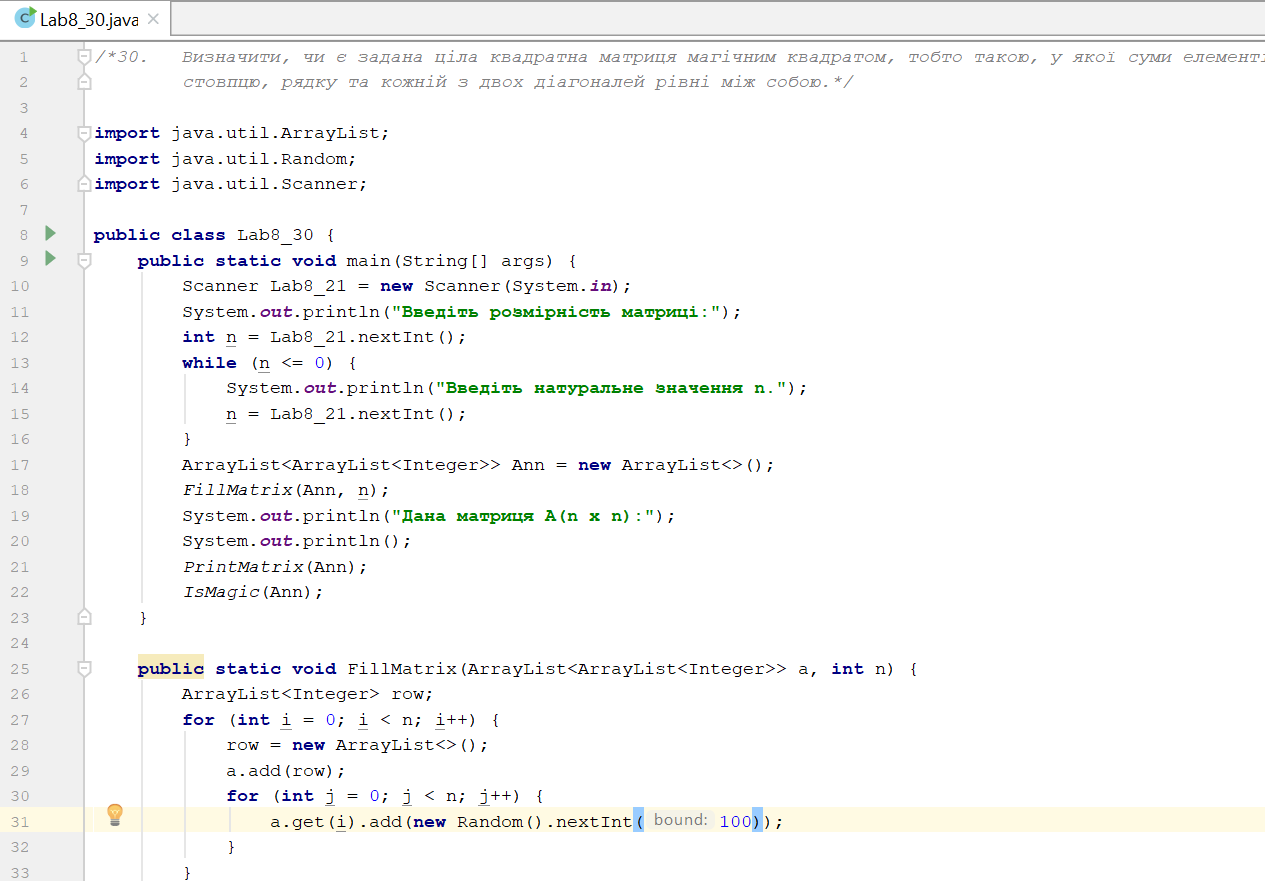 Lab8_30.java
1 /*30. Визначити, чи є задана ціла квадратна матриця магічним квадратом, тобто такою, у якої суми елементі
2 стовпцю, рядку та кожній з двох діагоналей рівні між собою.*/
3
4 import java.util.ArrayList;
5 import java.util.Random;
6 import java.util.Scanner;
7
8 public class Lab8_30 {
9 public static void main(String[] args) {
10 Scanner Lab8_21 = new Scanner(System.in);
11 System.out.println("Введіть розмірність матриці:");
12 int n = Lab8_21.nextInt();
13 while (n <= 0) {
14 System.out.println("Введіть натуральне значення n.");
15 n = Lab8_21.nextInt();
16 }
17 ArrayList<ArrayList<Integer>> Ann = new ArrayList<>();
18 FillMatrix(Ann, n);
19 System.out.println("Дана матриця A(n x n):");
20 System.out.println();
21 PrintMatrix(Ann);
22 IsMagic(Ann);
23 }
24
25 public static void FillMatrix(ArrayList<ArrayList<Integer>> a, int n) {
26 ArrayList<Integer> row;
27 for (int i = 0; i < n; i++) {
28 row = new ArrayList<>();
29 a.add(row);
30 for (int j = 0; j < n; j++) {
31 a.get(i).add(new Random().nextInt( bound: 100));
32 }
33 }